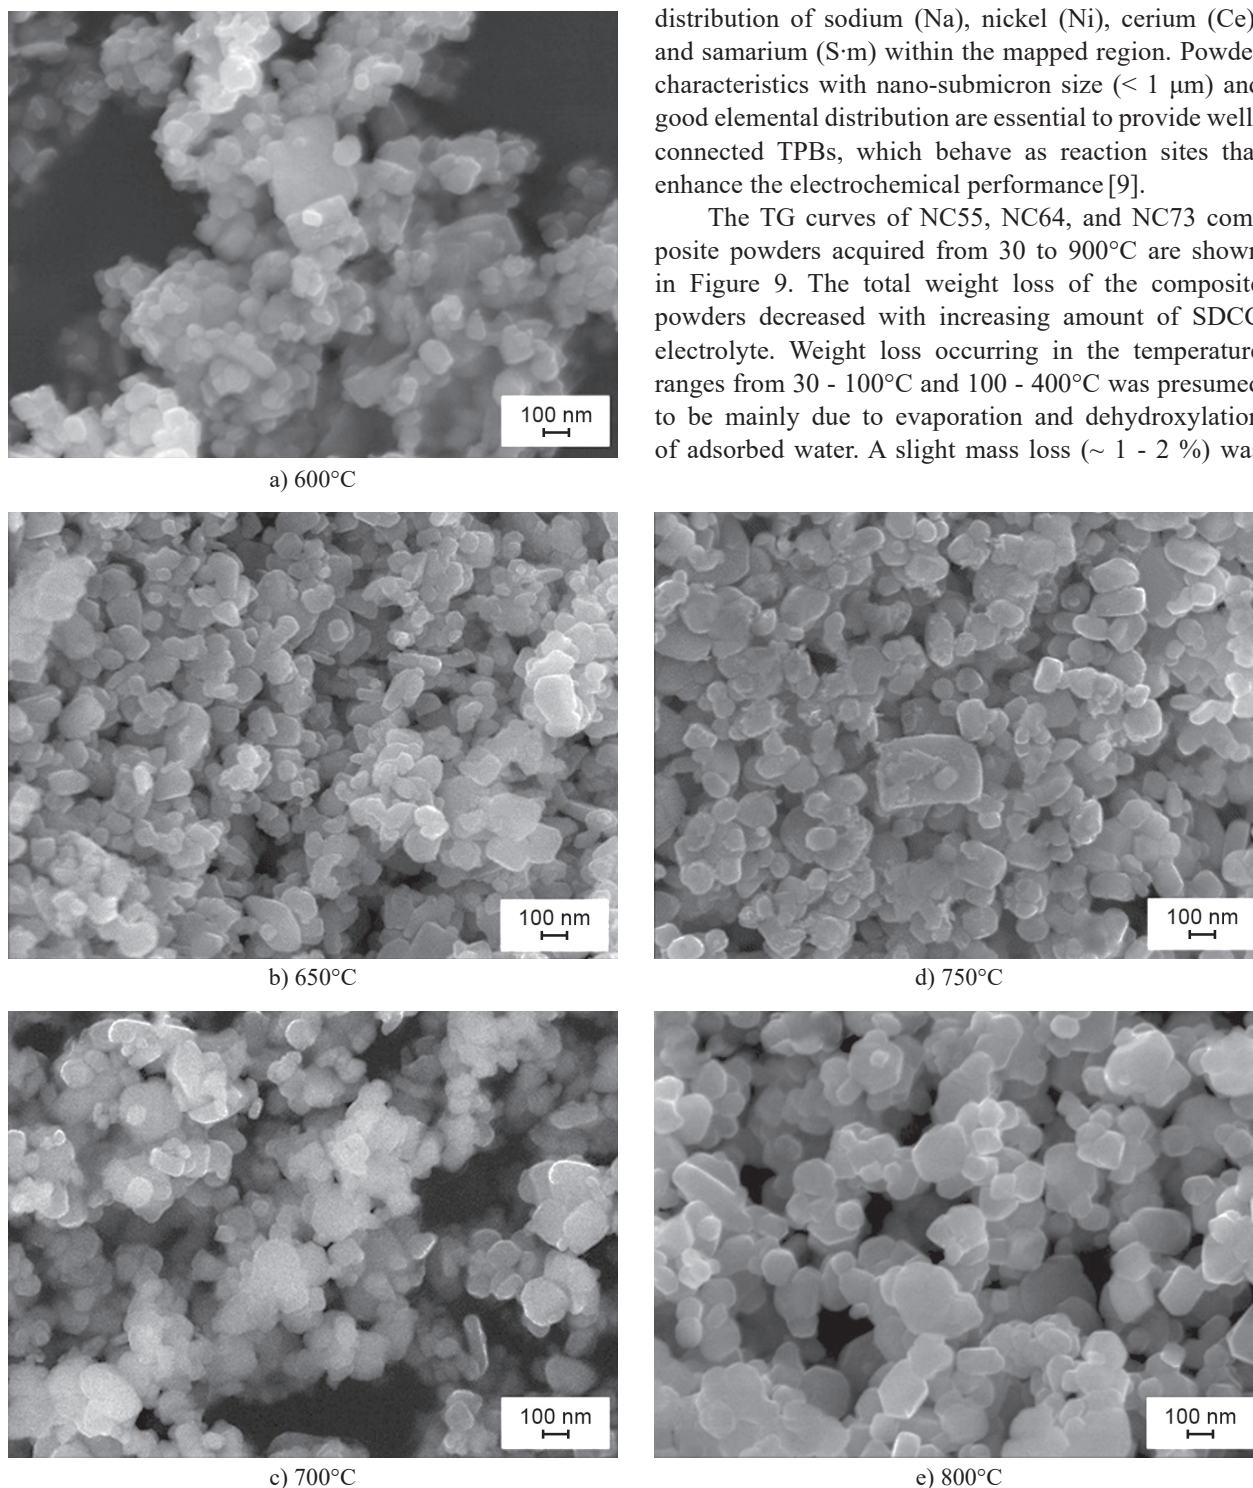 distribution of sodium (Na), nickel (Ni), cerium (Ce)
and samarium (S·m) within the mapped region. Powde
characteristics with nano-submicron size (< 1 μm) and
good elemental distribution are essential to provide well
connected TPBs, which behave as reaction sites tha
enhance the electrochemical performance [9].
The TG curves of NC55, NC64, and NC73 com
posite powders acquired from 30 to 900°C are shown
in Figure 9. The total weight loss of the composite
powders decreased with increasing amount of SDCC
electrolyte. Weight loss occurring in the temperature
ranges from 30 - 100°C and 100 - 400°C was presumed
to be mainly due to evaporation and dehydroxylation
of adsorbed water. A slight mass loss (~ 1 - 2 %) was
100 nm
a) 600°C
100 nm
b) 650°C
100 nm
d) 750°C
100 nm
c) 700°C
100 nm
e) 800°C